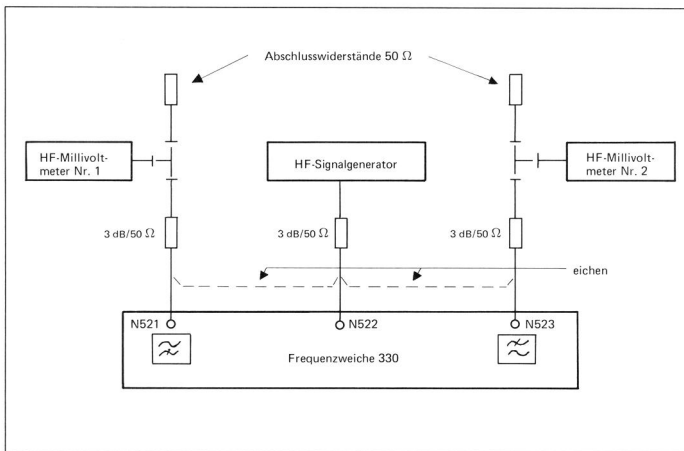 Abschlusswiderstände 50 Ω
HF-Millivolt-
meter Nr. 1
HF-Signalgenerator
HF-Millivolt-
meter Nr. 2
3 dB/50 Ω
3 dB/50 Ω
3 dB/50 Ω
eichen
N521
N522
N523
Frequenzweiche 330